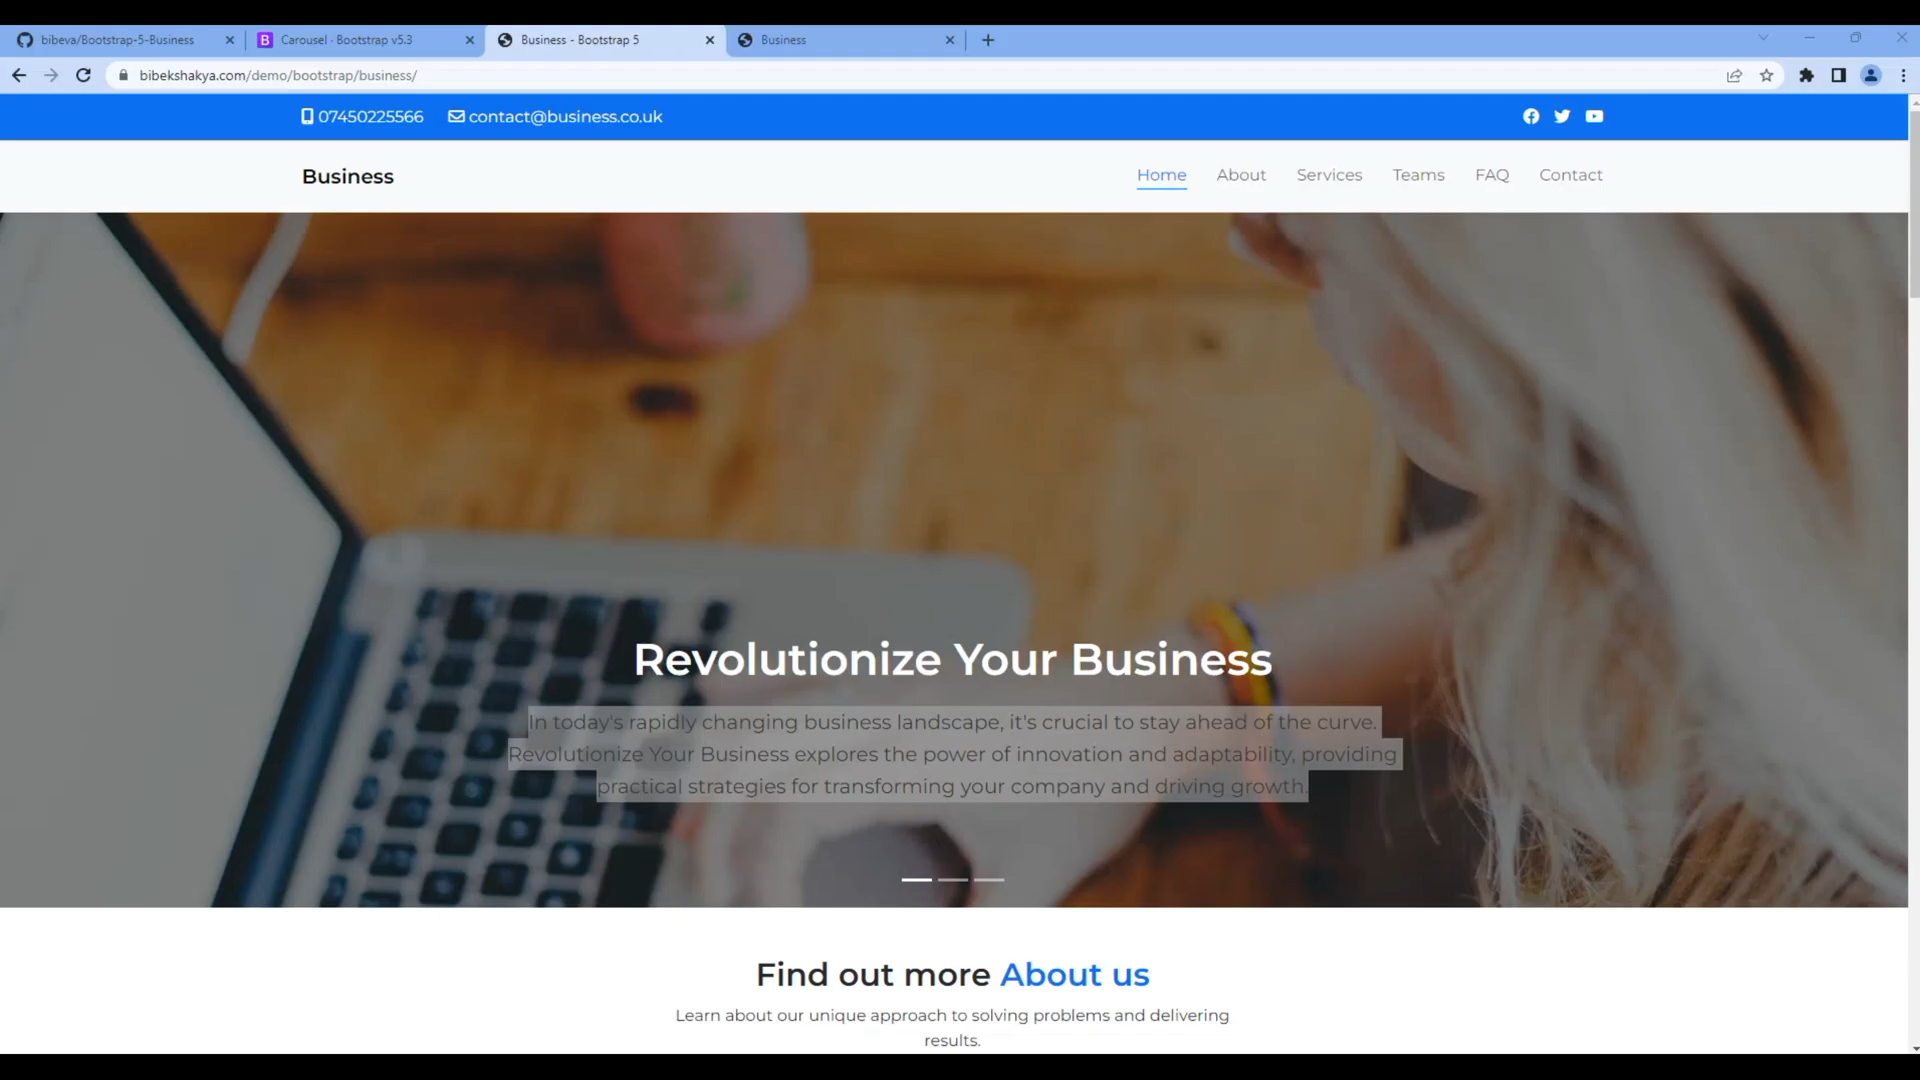 bibeva/Bootstrap-5-Business
Carousel · Bootstrap v5.3
Business - Bootstrap 5
Business
bibekshakya.com/demo/bootstrap/business/
07450225566
contact@business.co.uk
Business
Home
About
Services
Teams
FAQ
Contact
Revolutionize Your Business
In today's rapidly changing business landscape, it's crucial to stay ahead of the curve.
Revolutionize Your Business explores the power of innovation and adaptability, providing
practical strategies for transforming your company and driving growth.
Find out more About us
Learn about our unique approach to solving problems and delivering
results.